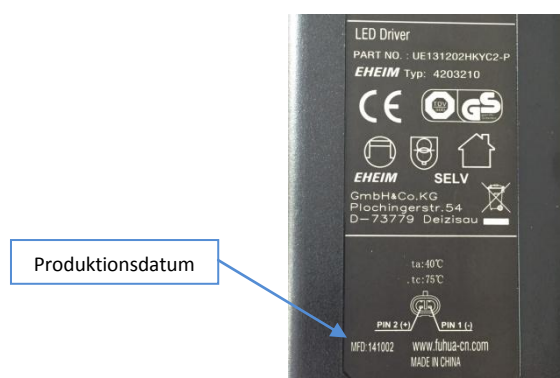 LED Driver
PART NO. : UE131202HKYC2-P
EHEIM Typ: 4203210
CE TÜV GS
EHEIM SELV
GmbH&Co.KG
Plochingerstr.54
D-73779 Deizisau
Produktionsdatum
ta:40℃
.tc:75℃
PIN 2 (+) PIN 1 (-)
MFD:141002 www.fuhua-cn.com
MADE IN CHINA